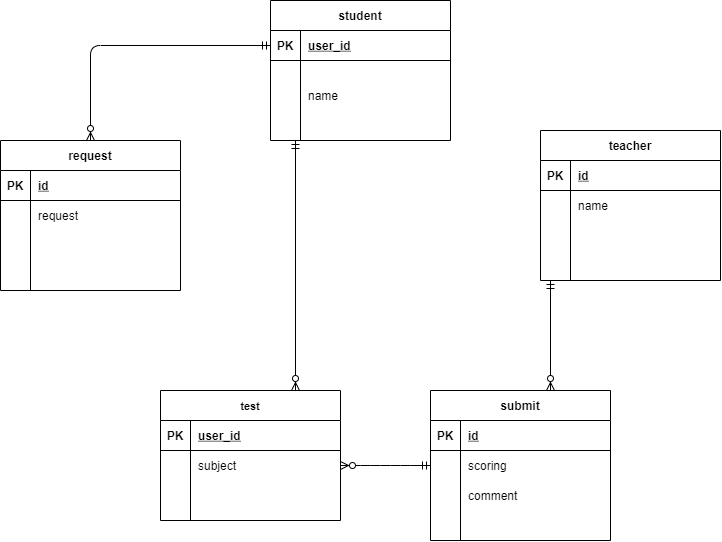 student
PK user_id
name
request
PK id
request
teacher
PK id
name
test
PK user_id
subject
submit
PK id
scoring
comment